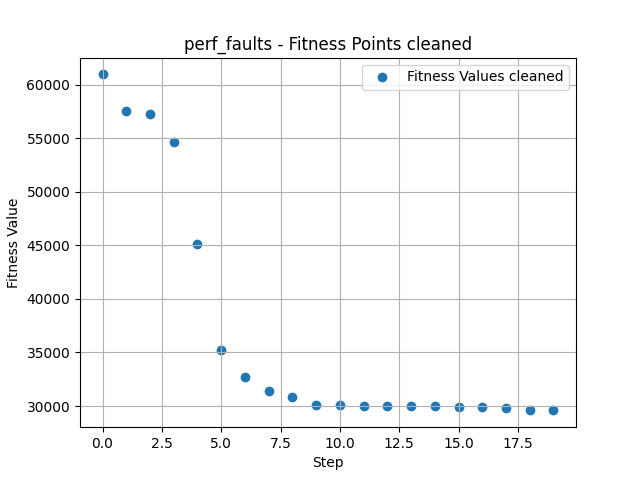 perf_faults - Fitness Points cleaned
Fitness Values cleaned
60000
55000
50000
45000
40000
35000
30000
Fitness Value
0.0 2.5 5.0 7.5 10.0 12.5 15.0 17.5
Step